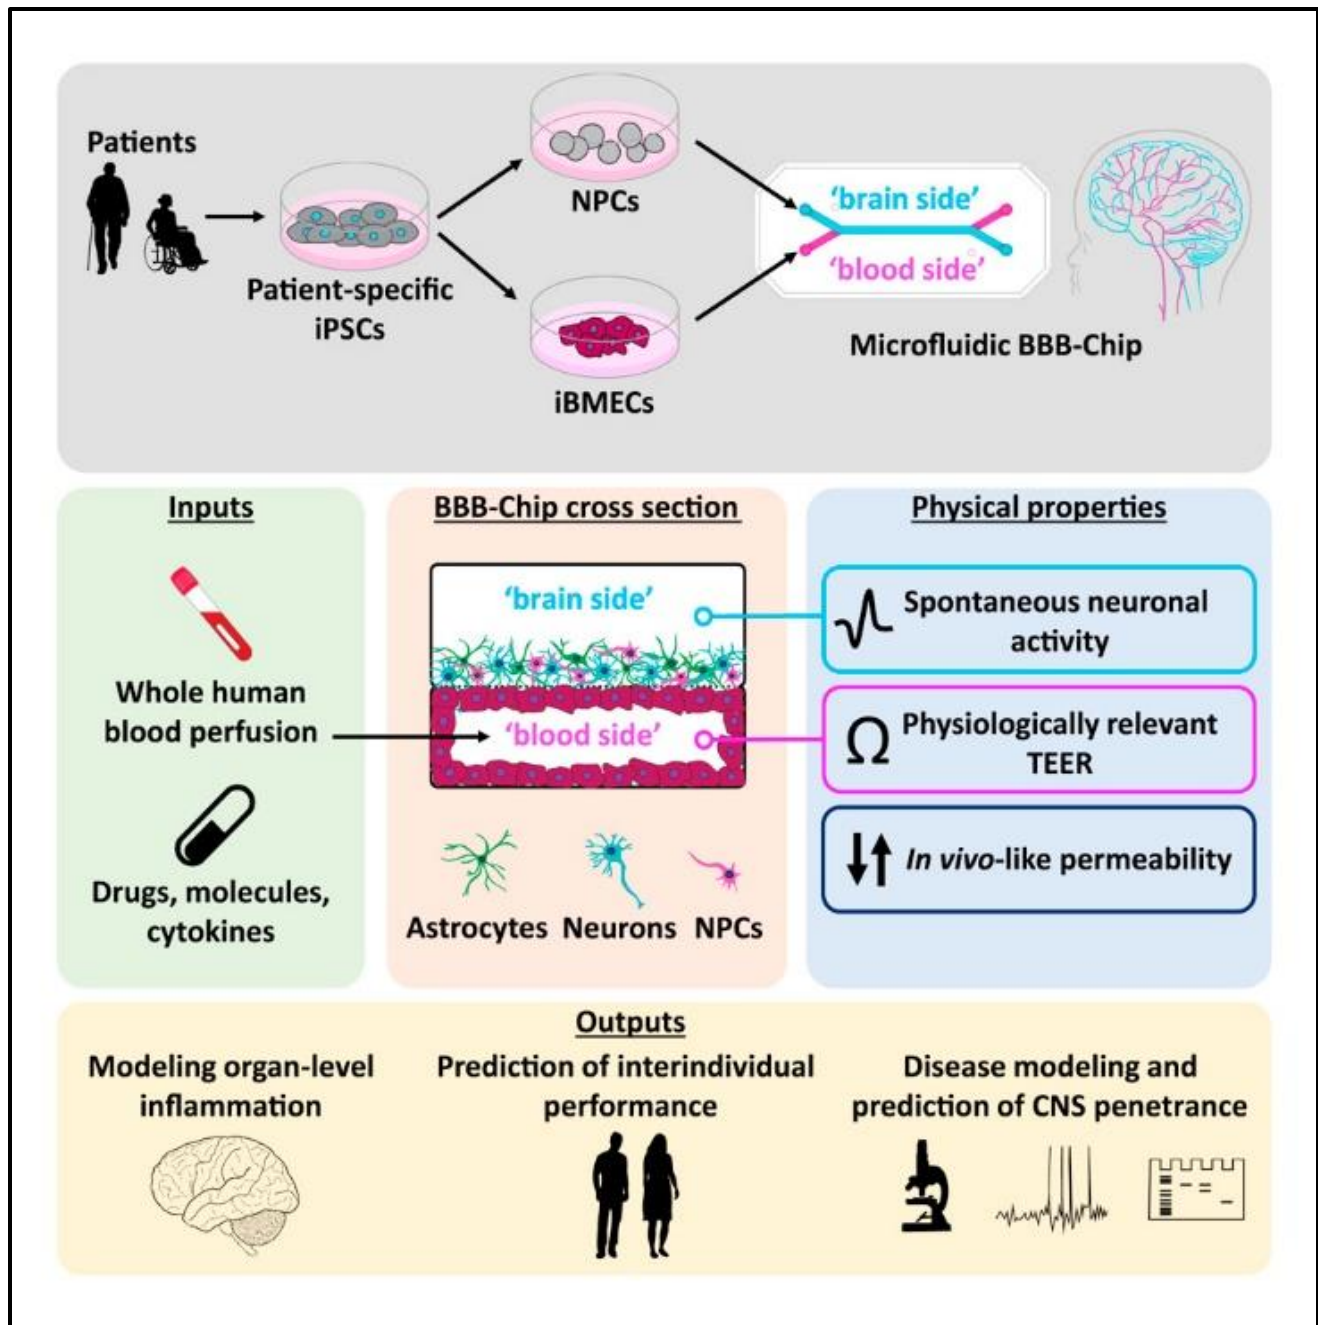 Patients
Patient-specific
iPSCs
NPCs
iBMECs
‘brain side’
‘blood side’
Microfluidic BBB-Chip
Inputs
Whole human
blood perfusion
Drugs, molecules,
cytokines
BBB-Chip cross section
‘brain side’
‘blood side’
Astrocytes Neurons NPCs
Physical properties
Spontaneous neuronal
activity
Ω Physiologically relevant
TEER
In vivo-like permeability
Outputs
Modeling organ-level
inflammation
Prediction of interindividual
performance
Disease modeling and
prediction of CNS penetrance